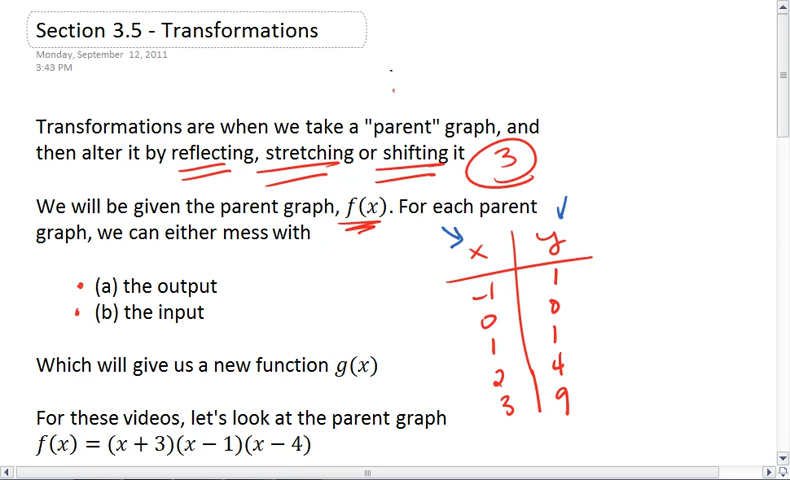 Section 3.5 - Transformations
Monday, September 12, 2011
3:43 PM
Transformations are when we take a "parent" graph, and
then alter it by reflecting, stretching or shifting it 3
We will be given the parent graph, f(x). For each parent
graph, we can either mess with
x y
-1 1
0 0
1 1
2 4
3 9
(a) the output
(b) the input
Which will give us a new function g(x)
For these videos, let's look at the parent graph
f(x) = (x + 3)(x − 1)(x − 4)